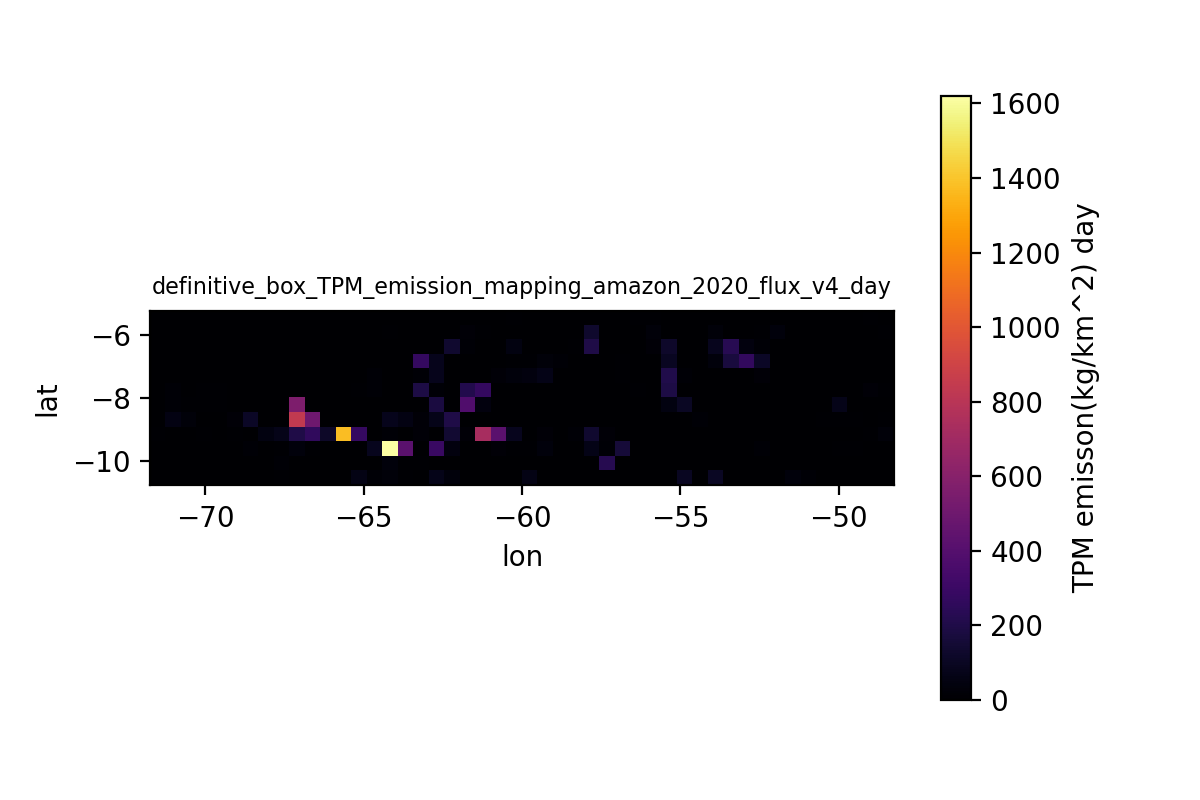 definitive_box_TPM_emission_mapping_amazon_2020_flux_v4_day
−6
−8
−10
lat
−70 −65 −60 −55 −50
lon
1600
1400
1200
1000
800
600
400
200
0
TPM emisson(kg/km^2) day